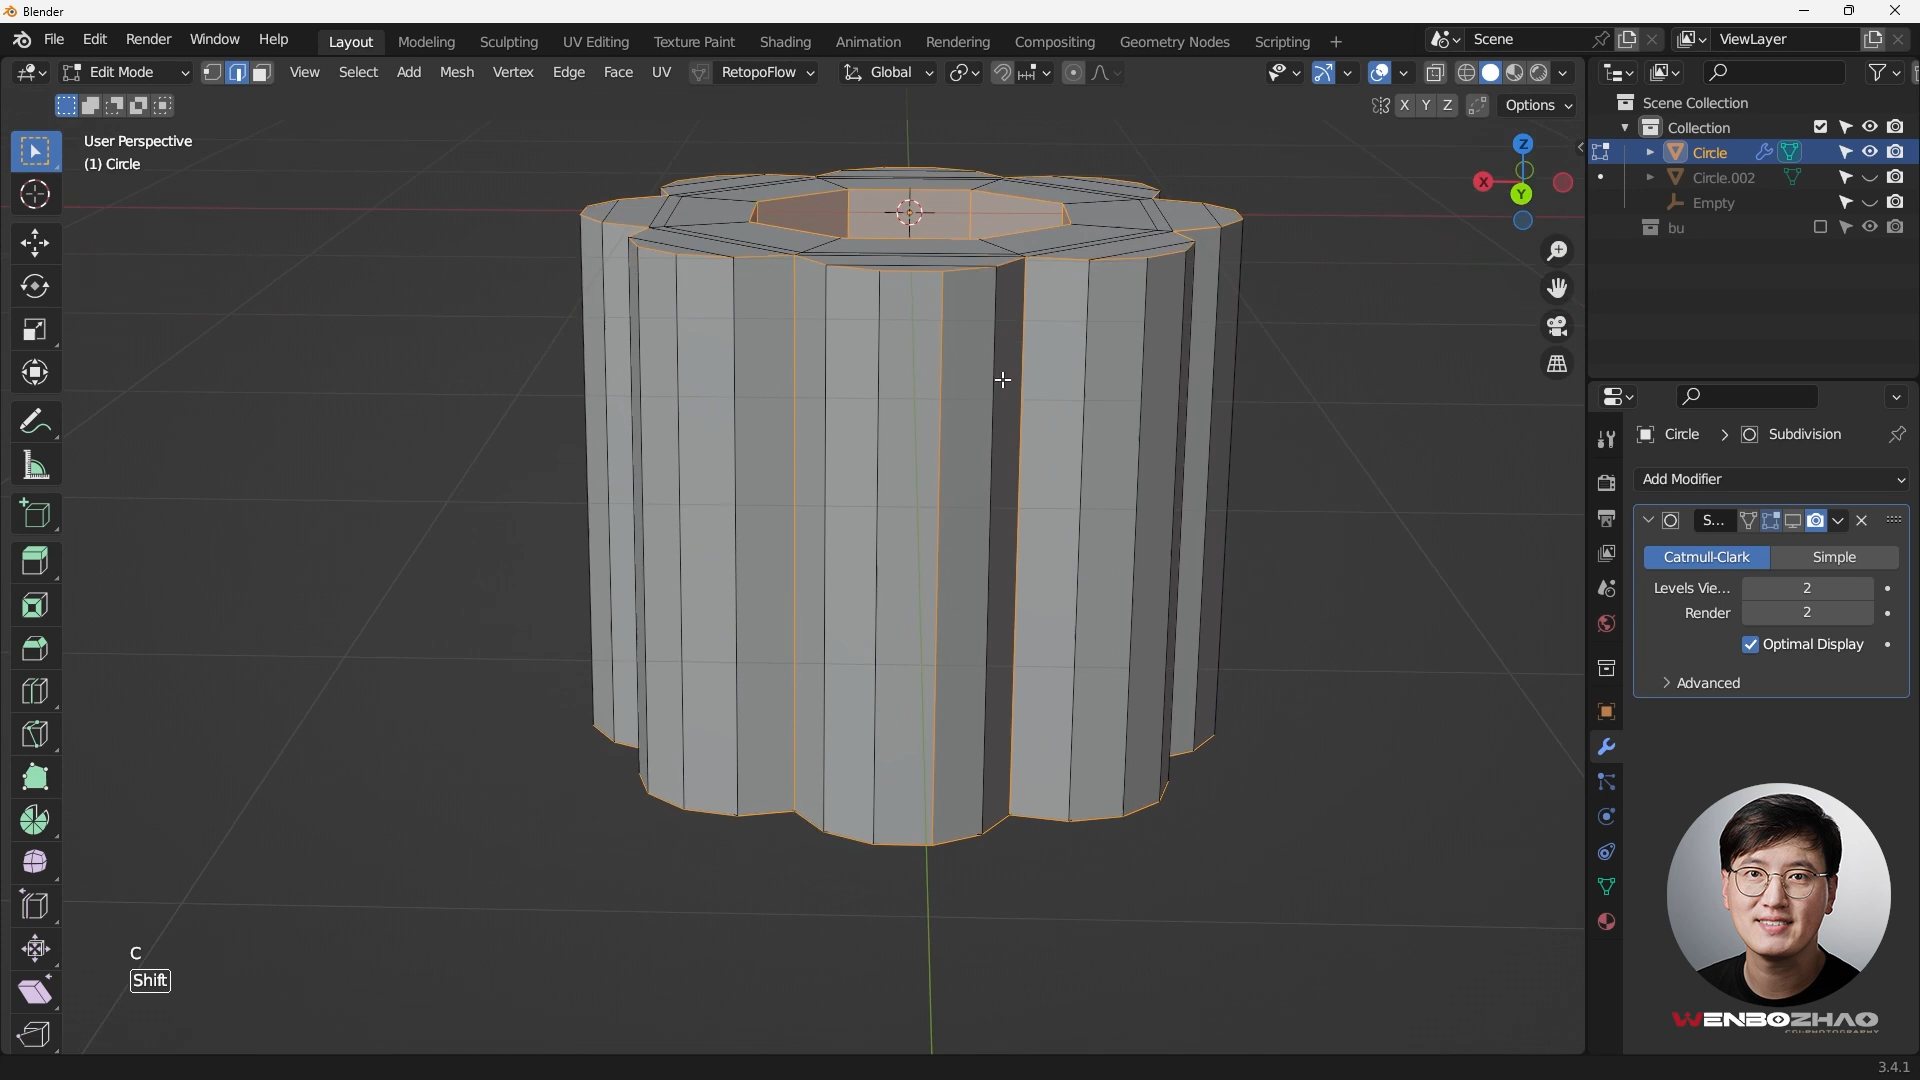 Blender
File Edit Render Window Help
Layout Modeling Sculpting UV Editing Texture Paint Shading Animation Rendering Compositing Geometry Nodes Scripting +
Scene
ViewLayer
Edit Mode
View Select Add Mesh Vertex Edge Face UV
RetopoFlow
Global
X Y Z
Options
User Perspective
(1) Circle
Z
X
Y
Scene Collection
Collection
Circle
Circle.002
Empty
bu
Circle > Subdivision
Add Modifier
S...
Catmull-Clark Simple
Levels Vie... 2
Render 2
Optimal Display
Advanced
C
Shift
WENBOZHAO
3.4.1